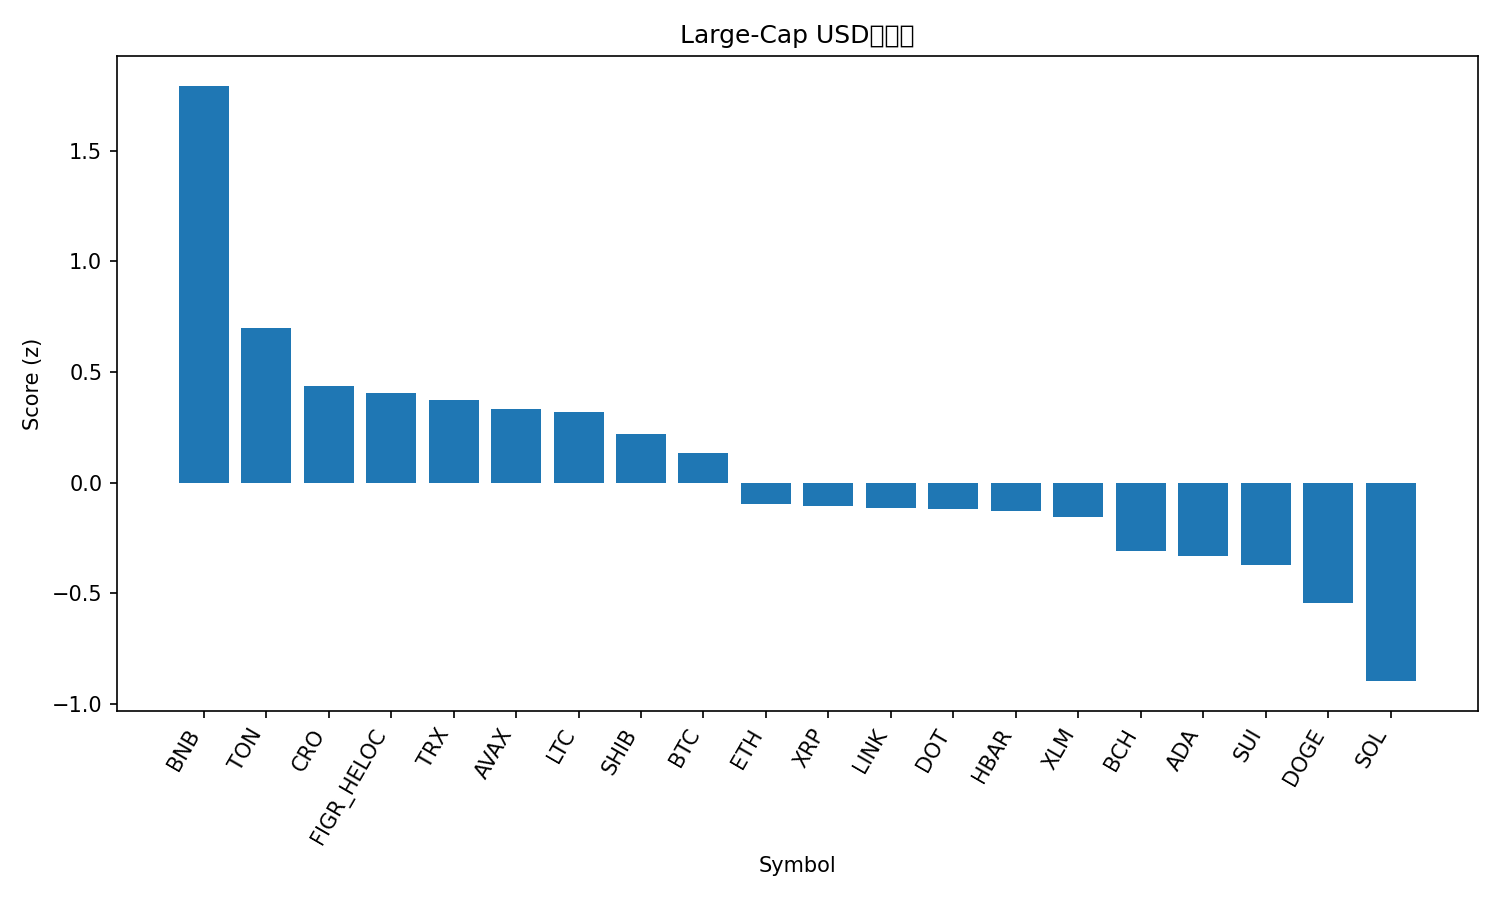 Large-Cap USD
1.5
1.0
0.5
0.0
−0.5
−1.0
Score (z)
BNB
TON
CRO
FIGR_HELOC
TRX
AVAX
LTC
SHIB
BTC
ETH
XRP
LINK
DOT
HBAR
XLM
BCH
ADA
SUI
DOGE
SOL
Symbol